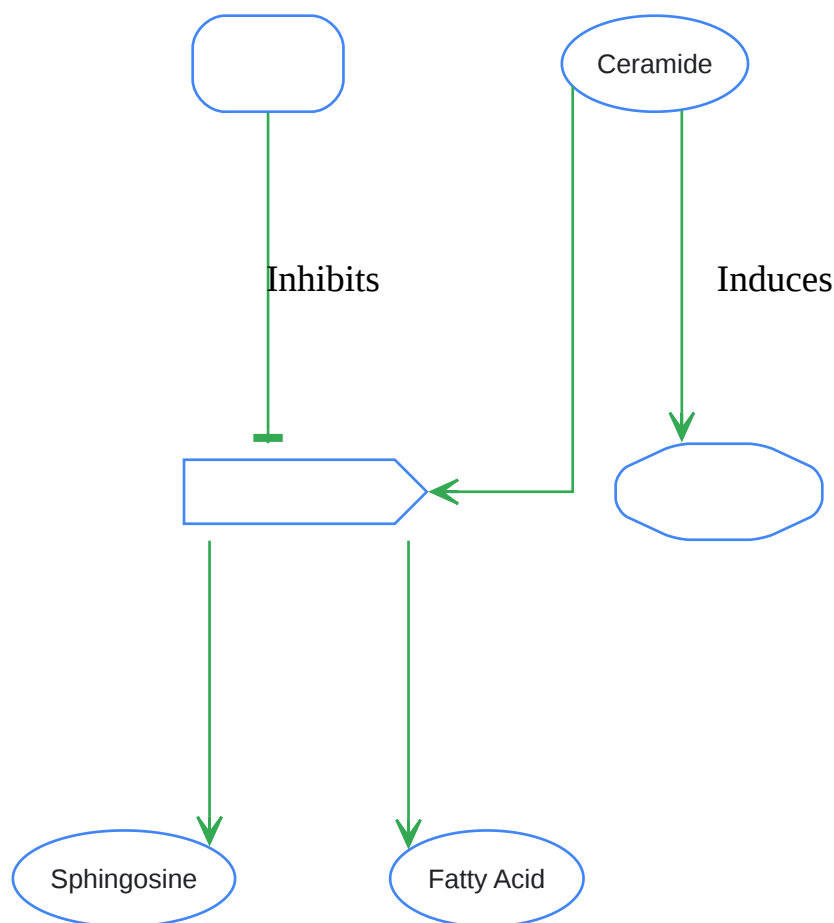 Ceramide
Inhibits
Induces
Sphingosine
Fatty Acid